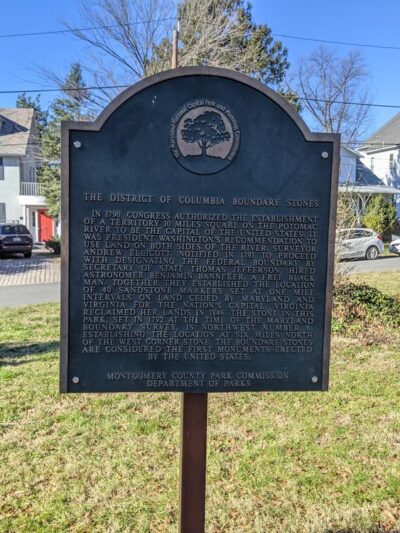 The Maryland-National Capital Park and Planning Commission
THE DISTRICT OF COLUMBIA BOUNDARY STONES
IN 1790, CONGRESS AUTHORIZED THE ESTABLISHMENT
OF A TERRITORY 10 MILES SQUARE ON THE POTOMAC
RIVER TO BE THE CAPITAL OF THE UNITED STATES. IT
WAS PRESIDENT WASHINGTON'S RECOMMENDATION TO
USE LAND ON BOTH SIDES OF THE RIVER. SURVEYOR
ANDREW ELLICOTT, NOTIFIED IN 1791 TO PROCEED
WITH DESIGNATING THE FEDERAL BOUNDARY BY
SECRETARY OF STATE THOMAS JEFFERSON, HIRED
ASTRONOMER BENJAMIN BANNEKER, A FREE BLACK
MAN. TOGETHER THEY ESTABLISHED THE LOCATION
OF 40 SANDSTONE MARKERS SET AT ONE MILE
INTERVALS ON LAND CEDED BY MARYLAND AND
VIRGINIA FOR THE NATION'S CAPITAL. VIRGINIA
RECLAIMED HER LANDS IN 1846. THE STONE IN THIS
PARK, SET IN 1792 AT THE TIME OF THE MARYLAND
BOUNDARY SURVEY, IS NORTHWEST NUMBER 6,
ESTABLISHING THE LOCATION AT SIX MILES NORTH
OF THE WEST CORNER STONE. THE BOUNDARY STONES
ARE CONSIDERED THE FIRST MONUMENTS ERECTED
BY THE UNITED STATES.
MONTGOMERY COUNTY PARK COMMISSION
DEPARTMENT OF PARKS